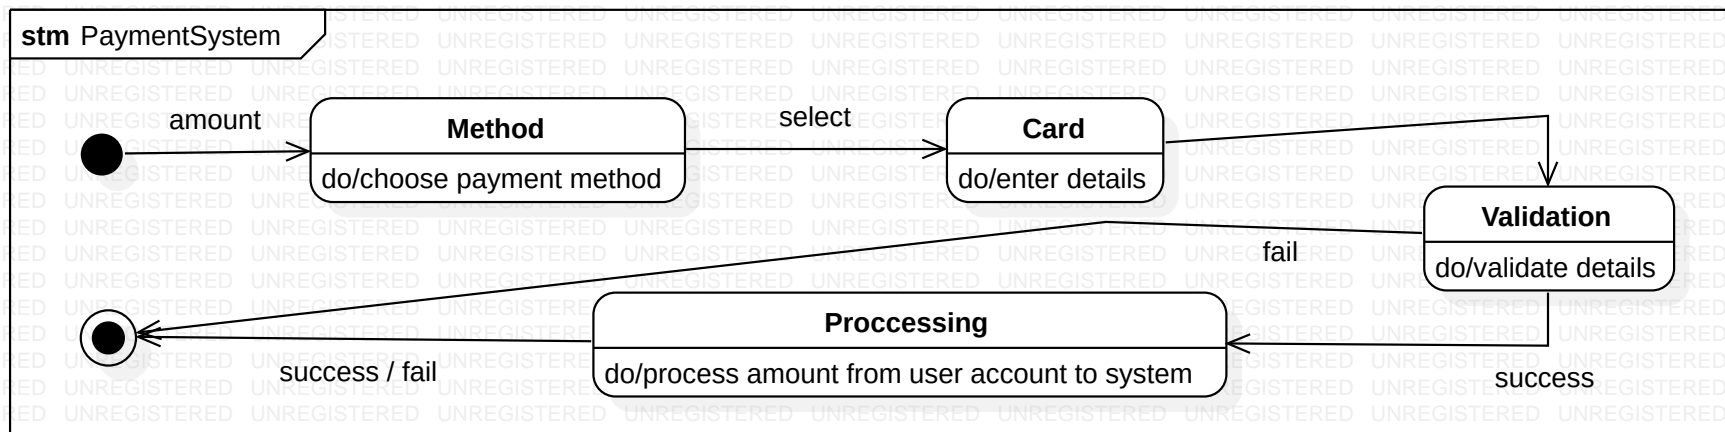 stm PaymentSystem
amount
Method
do/choose payment method
select
Card
do/enter details
Validation
do/validate details
fail
Proccessing
do/process amount from user account to system
success / fail
success
UNREGISTERED